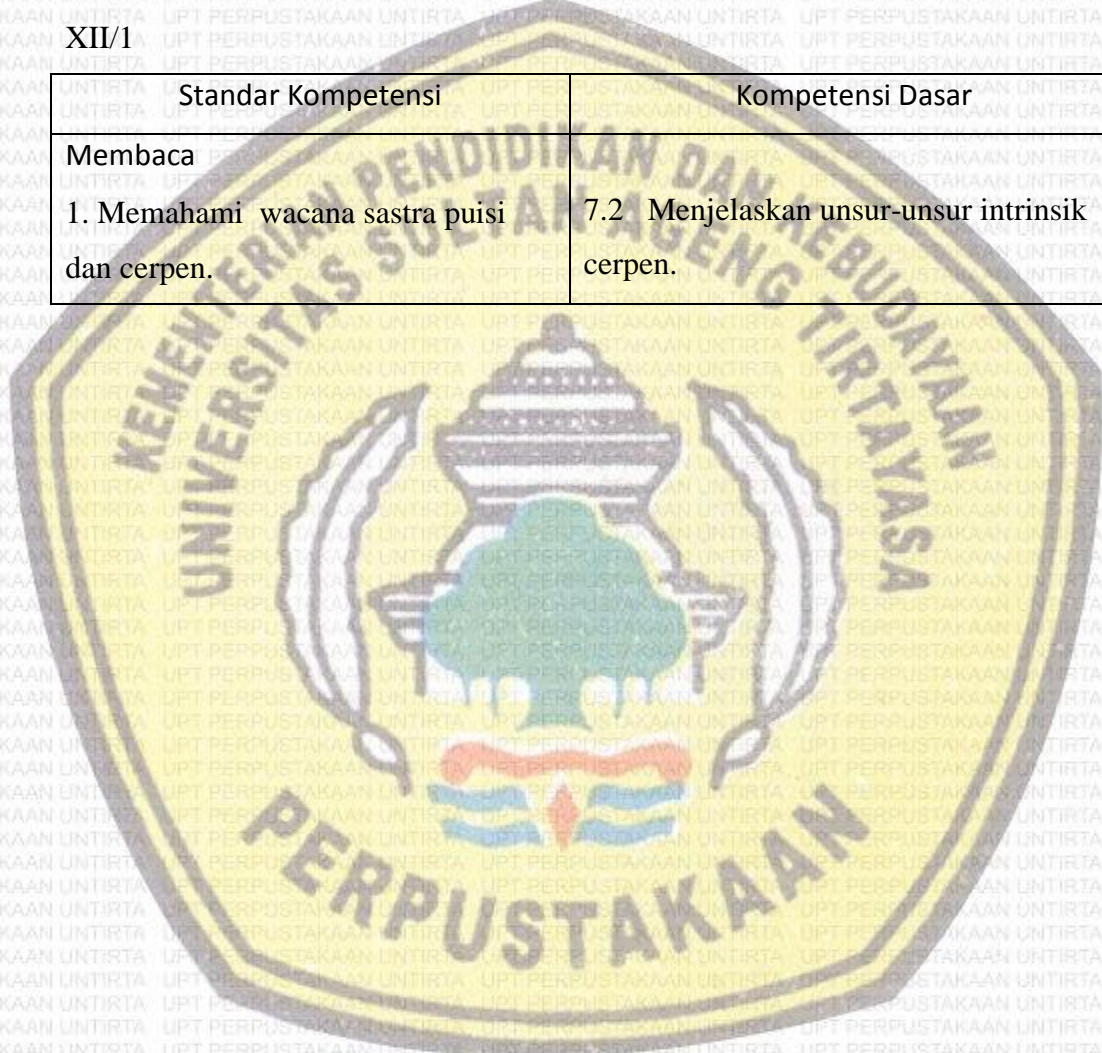 XII/1
Standar Kompetensi
Kompetensi Dasar
Membaca
1. Memahami wacana sastra puisi
dan cerpen.
7.2 Menjelaskan unsur-unsur intrinsik
cerpen.
KEMENTERIAN PENDIDIKAN DAN KEBUDAYAAN
UNIVERSITAS SULTAN AGENG TIRTAYASA
PERPUSTAKAAN
UPT PERPUSTAKAAN UNTIRTA